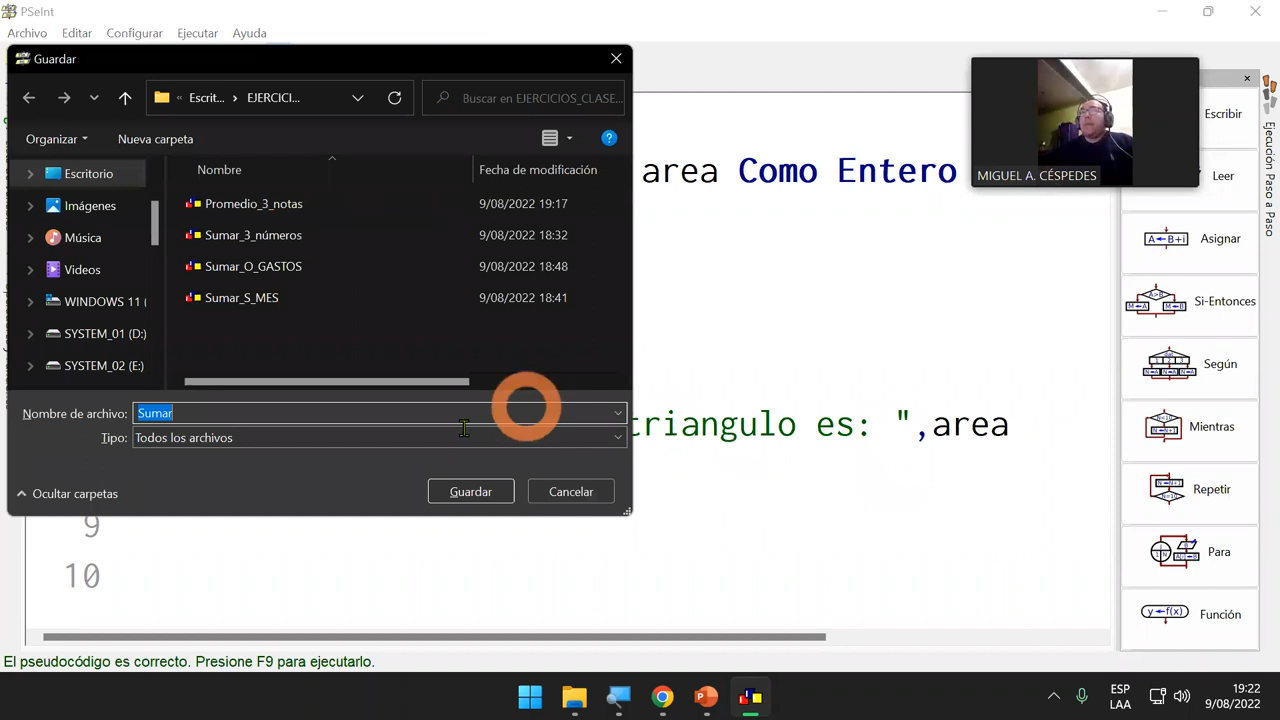 PSeInt
Archivo Editar Configurar Ejecutar Ayuda
Guardar
« Escrit... › EJERCICI...
Buscar en EJERCICIOS_CLASE...
Organizar Nueva carpeta
Escritorio
Imágenes
Música
Videos
WINDOWS 11 (
SYSTEM_01 (D:)
SYSTEM_02 (E:)
Nombre Fecha de modificación
Promedio_3_notas 9/08/2022 19:17
Sumar_3_números 9/08/2022 18:32
Sumar_O_GASTOS 9/08/2022 18:48
Sumar_S_MES 9/08/2022 18:41
Nombre de archivo: Sumar
Tipo: Todos los archivos
Ocultar carpetas
Guardar Cancelar
area Como Entero
triangulo es: ",area
9
10
MIGUEL A. CÉSPEDES
Escribir
Leer
A←B+i Asignar
Si-Entonces
Según
Mientras
Repetir
Para
y←f(x) Función
Ejecución Paso a Paso
El pseudocódigo es correcto. Presione F9 para ejecutarlo.
ESP
LAA
19:22
9/08/2022